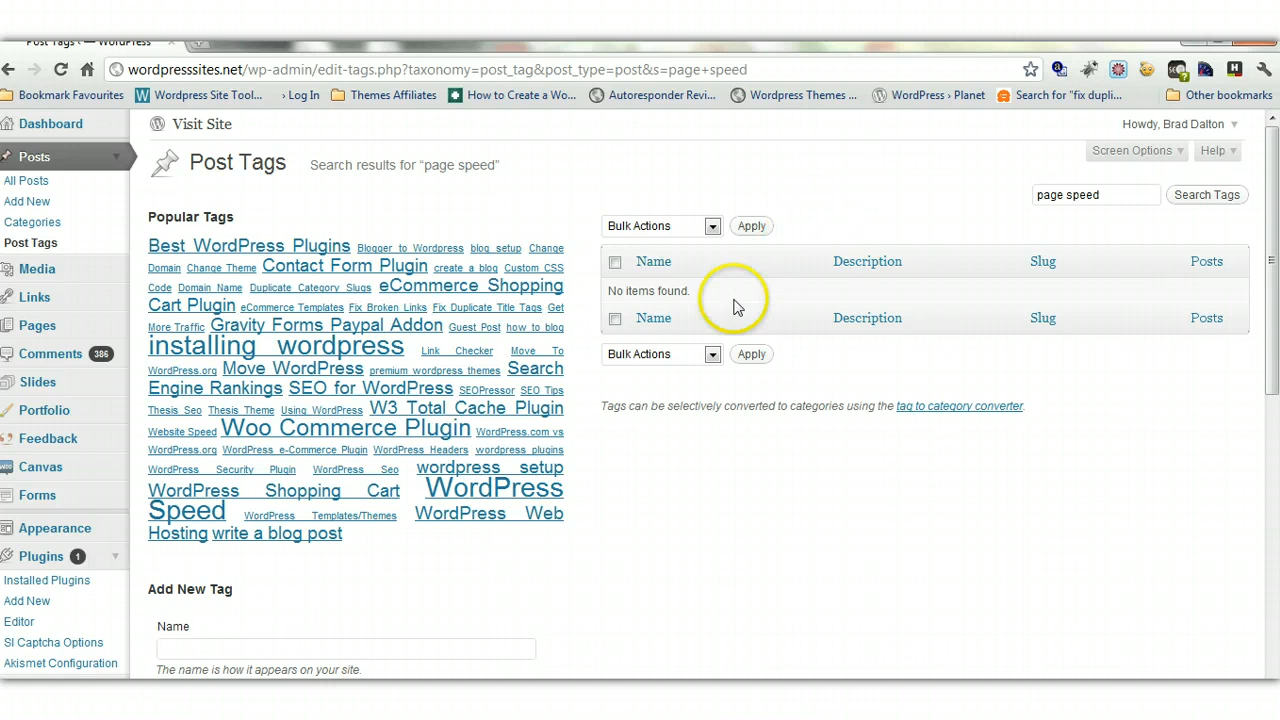 Post Tags ‹ — WordPress
wordpresssites.net/wp-admin/edit-tags.php?taxonomy=post_tag&post_type=post&s=page+speed
Bookmark Favourites Wordpress Site Tool... › Log In Themes Affiliates How to Create a Wo... Autoresponder Revi... Wordpress Themes ... WordPress › Planet Search for "fix dupli... Other bookmarks
Dashboard
Posts
All Posts
Add New
Categories
Post Tags
Media
Links
Pages
Comments 386
Slides
Portfolio
Feedback
Canvas
Forms
Appearance
Plugins 1
Installed Plugins
Add New
Editor
SI Captcha Options
Akismet Configuration
Visit Site
Howdy, Brad Dalton
Screen Options Help
Post Tags Search results for “page speed”
page speed Search Tags
Popular Tags
Best WordPress Plugins Blogger to Wordpress blog setup Change
Domain Change Theme Contact Form Plugin create a blog Custom CSS
Code Domain Name Duplicate Category Slugs eCommerce Shopping
Cart Plugin eCommerce Templates Fix Broken Links Fix Duplicate Title Tags Get
More Traffic Gravity Forms Paypal Addon Guest Post how to blog
installing wordpress Link Checker Move To
WordPress.org Move WordPress premium wordpress themes Search
Engine Rankings SEO for WordPress SEOPressor SEO Tips
Thesis Seo Thesis Theme Using WordPress W3 Total Cache Plugin
Website Speed Woo Commerce Plugin WordPress.com vs
WordPress.org WordPress e-Commerce Plugin WordPress Headers wordpress plugins
WordPress Security Plugin WordPress Seo wordpress setup
WordPress Shopping Cart WordPress
Speed WordPress Templates/Themes WordPress Web
Hosting write a blog post
Add New Tag
Name
The name is how it appears on your site.
Bulk Actions Apply
Name Description Slug Posts
No items found.
Name Description Slug Posts
Bulk Actions Apply
Tags can be selectively converted to categories using the tag to category converter.